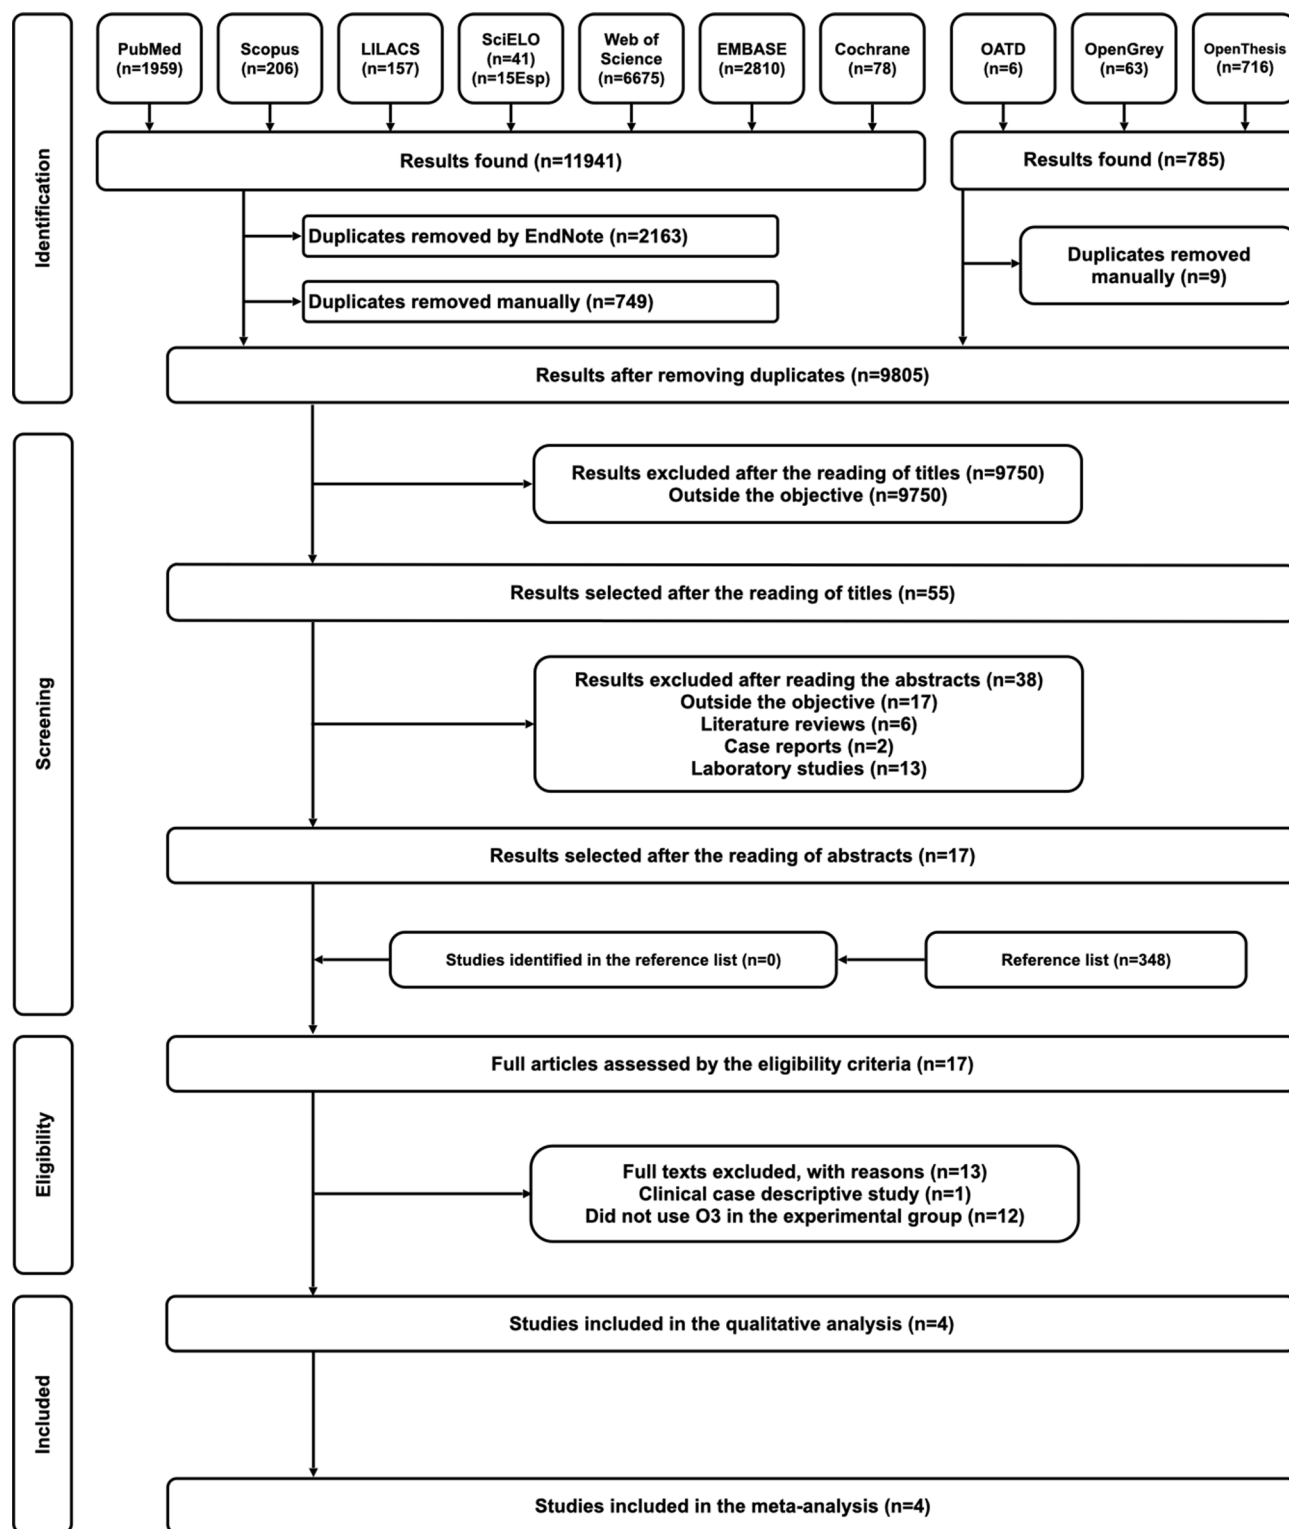 PubMed
(n=1959)
Scopus
(n=206)
LILACS
(n=157)
SciELO
(n=41)
(n=15Esp)
Web of
Science
(n=6675)
EMBASE
(n=2810)
Cochrane
(n=78)
OATD
(n=6)
OpenGrey
(n=63)
OpenThesis
(n=716)
Identification
Results found (n=11941)
Results found (n=785)
Duplicates removed by EndNote (n=2163)
Duplicates removed manually (n=749)
Duplicates removed
manually (n=9)
Results after removing duplicates (n=9805)
Screening
Results excluded after the reading of titles (n=9750)
Outside the objective (n=9750)
Results selected after the reading of titles (n=55)
Results excluded after reading the abstracts (n=38)
Outside the objective (n=17)
Literature reviews (n=6)
Case reports (n=2)
Laboratory studies (n=13)
Results selected after the reading of abstracts (n=17)
Studies identified in the reference list (n=0)
Reference list (n=348)
Eligibility
Full articles assessed by the eligibility criteria (n=17)
Full texts excluded, with reasons (n=13)
Clinical case descriptive study (n=1)
Did not use O3 in the experimental group (n=12)
Included
Studies included in the qualitative analysis (n=4)
Studies included in the meta-analysis (n=4)